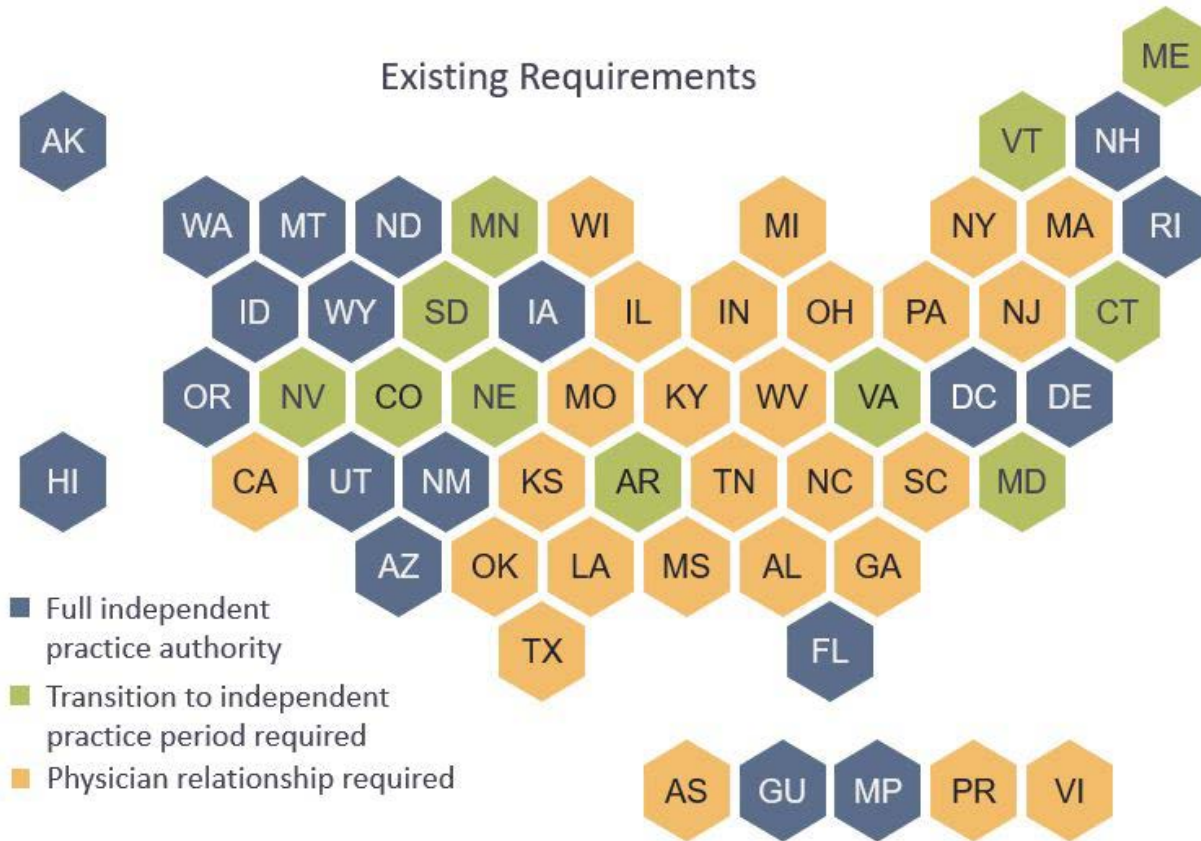 Existing Requirements
ME
AK
VT
NH
WA
MT
ND
MN
WI
MI
NY
MA
RI
ID
WY
SD
IA
IL
IN
OH
PA
NJ
CT
OR
NV
CO
NE
MO
KY
WV
VA
DC
DE
HI
CA
UT
NM
KS
AR
TN
NC
SC
MD
AZ
OK
LA
MS
AL
GA
TX
FL
Full independent
practice authority
Transition to independent
practice period required
Physician relationship required
AS
GU
MP
PR
VI